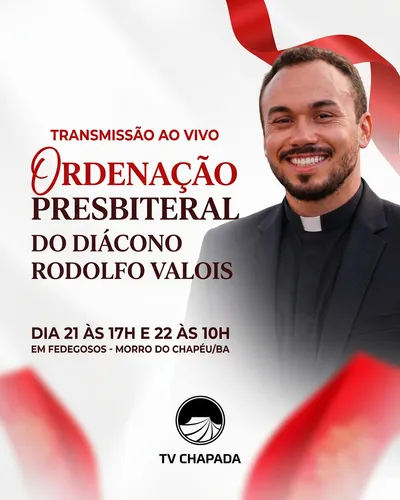 TRANSMISSÃO AO VIVO
ORDENAÇÃO
PRESBITERAL
DO DIÁCONO
RODOLFO VALOIS
DIA 21 ÀS 17H E 22 ÀS 10H
EM FEDEGOSOS - MORRO DO CHAPÉU/BA
TV CHAPADA